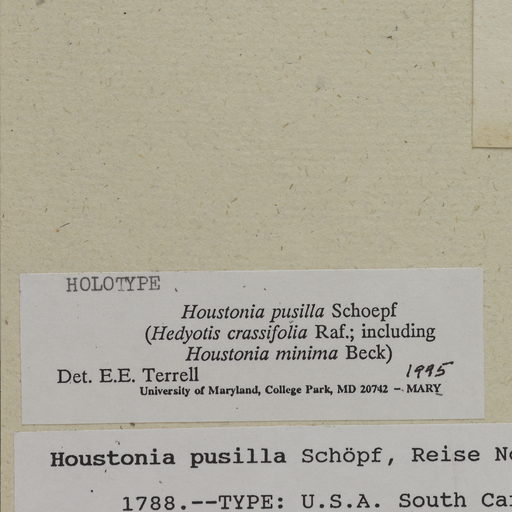 HOLOTYPE
Houstonia pusilla Schoepf
(Hedyotis crassifolia Raf.; including
Houstonia minima Beck)
Det. E.E. Terrell 1995
University of Maryland, College Park, MD 20742 – MARY
Houstonia pusilla Schöpf, Reise
1788.--TYPE: U.S.A. South